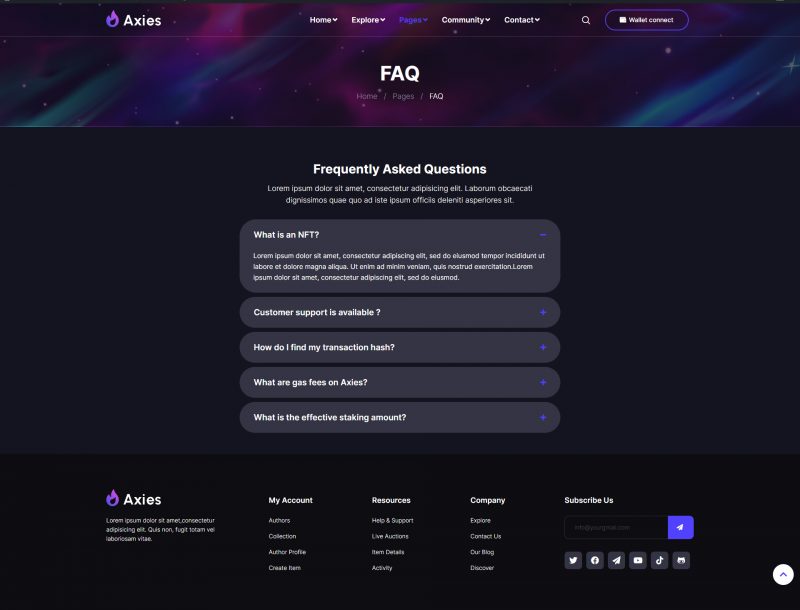 Axies
Home Explore Pages Community Contact Wallet connect
FAQ
Home / Pages / FAQ
Frequently Asked Questions
Lorem ipsum dolor sit amet, consectetur adipisicing elit. Laborum obcaecati
dignissimos quae quo ad iste ipsum officiis deleniti asperiores sit.
What is an NFT?
Lorem ipsum dolor sit amet, consectetur adipiscing elit, sed do eiusmod tempor incididunt ut
labore et dolore magna aliqua. Ut enim ad minim veniam, quis nostrud exercitation.Lorem
ipsum dolor sit amet, consectetur adipiscing elit, sed do eiusmod.
Customer support is available ?
How do I find my transaction hash?
What are gas fees on Axies?
What is the effective staking amount?
Axies
Lorem ipsum dolor sit amet,consectetur
adipisicing elit. Quis non, fugit totam vel
laboriosam vitae.
My Account
Authors
Collection
Author Profile
Create Item
Resources
Help & Support
Live Auctions
Item Details
Activity
Company
Explore
Contact Us
Our Blog
Discover
Subscribe Us
info@yourgmail.com